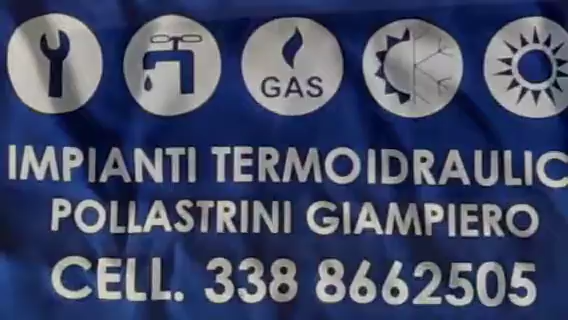 GAS
IMPIANTI TERMOIDRAULIC
POLLASTRINI GIAMPIERO
CELL. 338 8662505